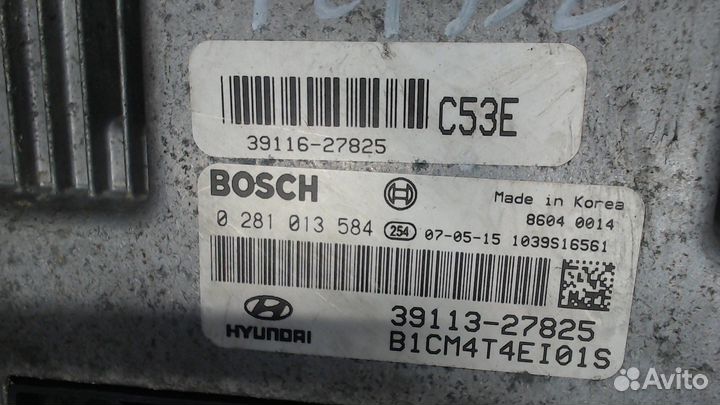 C53E
39116-27825
BOSCH
Made in Korea
8604 0014
0 281 013 584 254 07-05-15 1039S16561
39113-27825
HYUNDAI
B1CM4T4EI01S
Avito